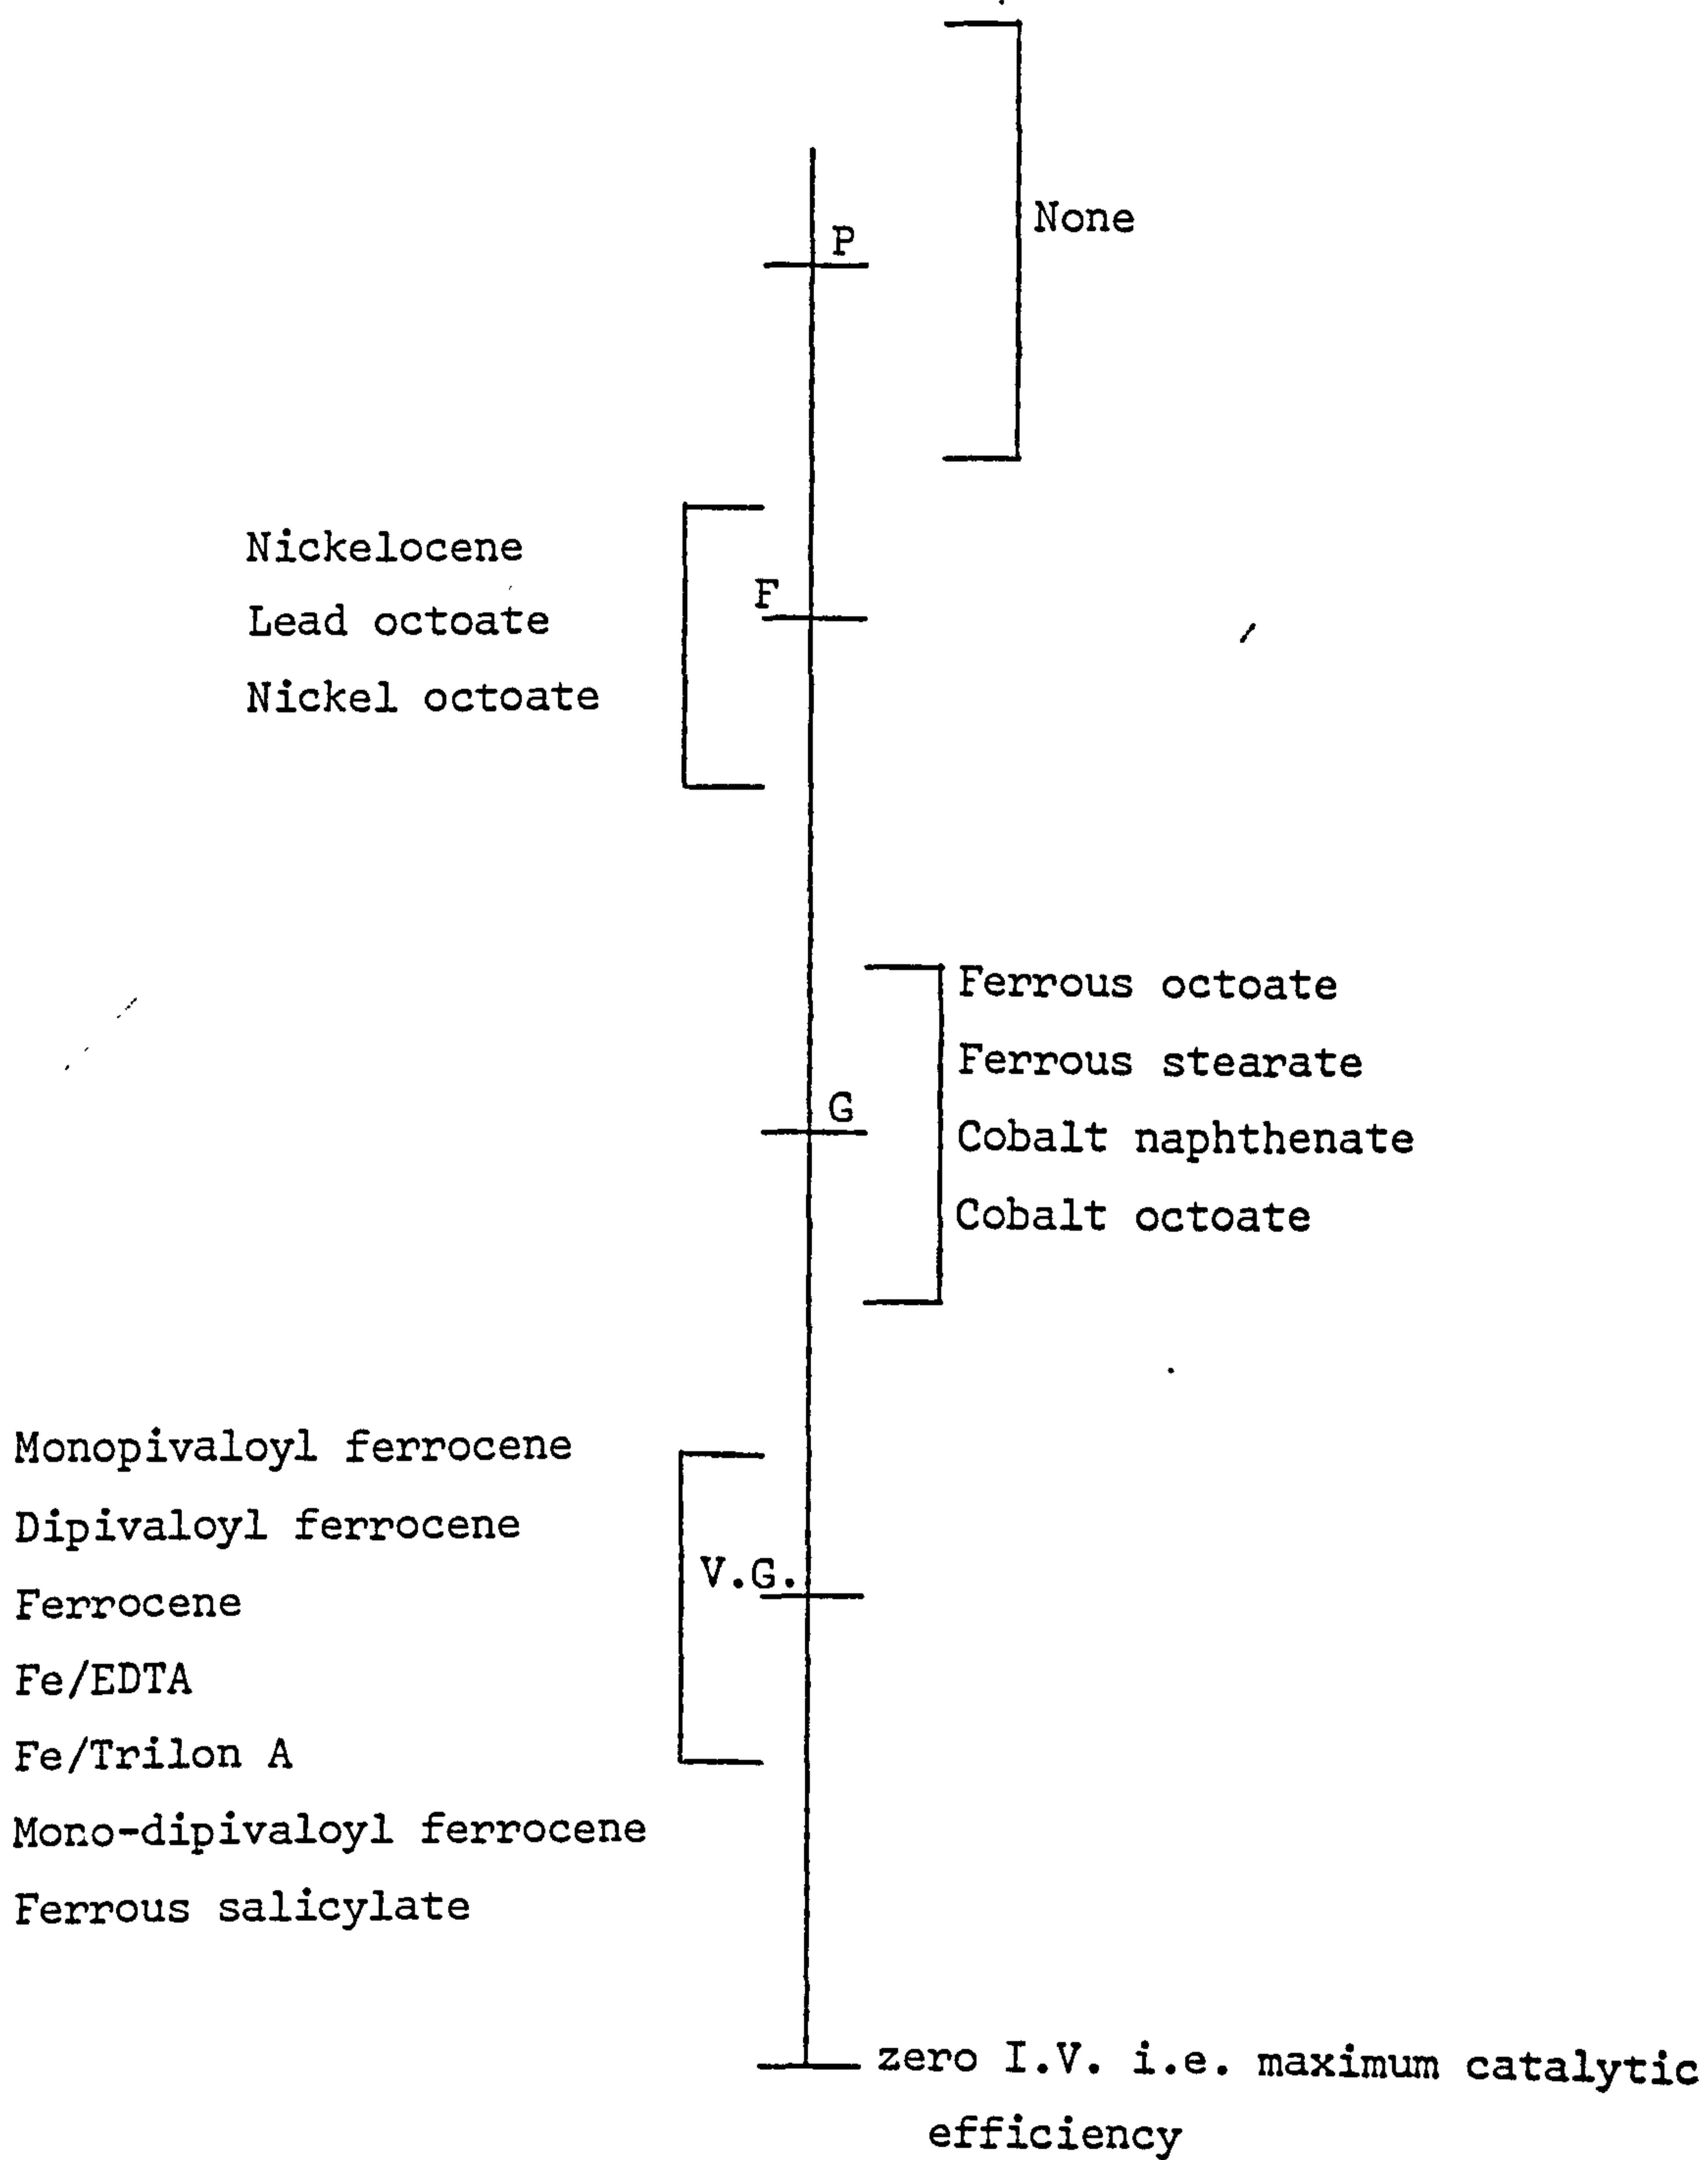 None
P
Nickelocene
F
Lead octoate
Nickel octoate
Ferrous octoate
Ferrous stearate
G
Cobalt naphthenate
Cobalt octoate
Monopivaloyl ferrocene
Dipivaloyl ferrocene
V.G.
Ferrocene
Fe/EDTA
Fe/Trilon A
Mono-dipivaloyl ferrocene
Ferrous salicylate
zero I.V. i.e. maximum catalytic
efficiency